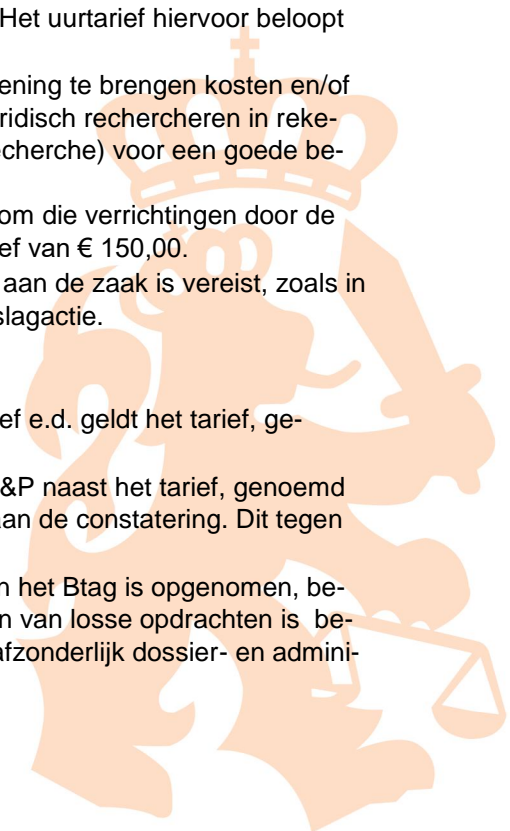 Het uurtarief hiervoor beloopt
ening te brengen kosten en/of
ridisch rechercheren in reke-
echerche) voor een goede be-
om die verrichtingen door de
ef van € 150,00.
aan de zaak is vereist, zoals in
slagactie.
ef e.d. geldt het tarief, ge-
&P naast het tarief, genoemd
aan de constatering. Dit tegen
n het Btag is opgenomen, be-
n van losse opdrachten is be-
afzonderlijk dossier- en admini-